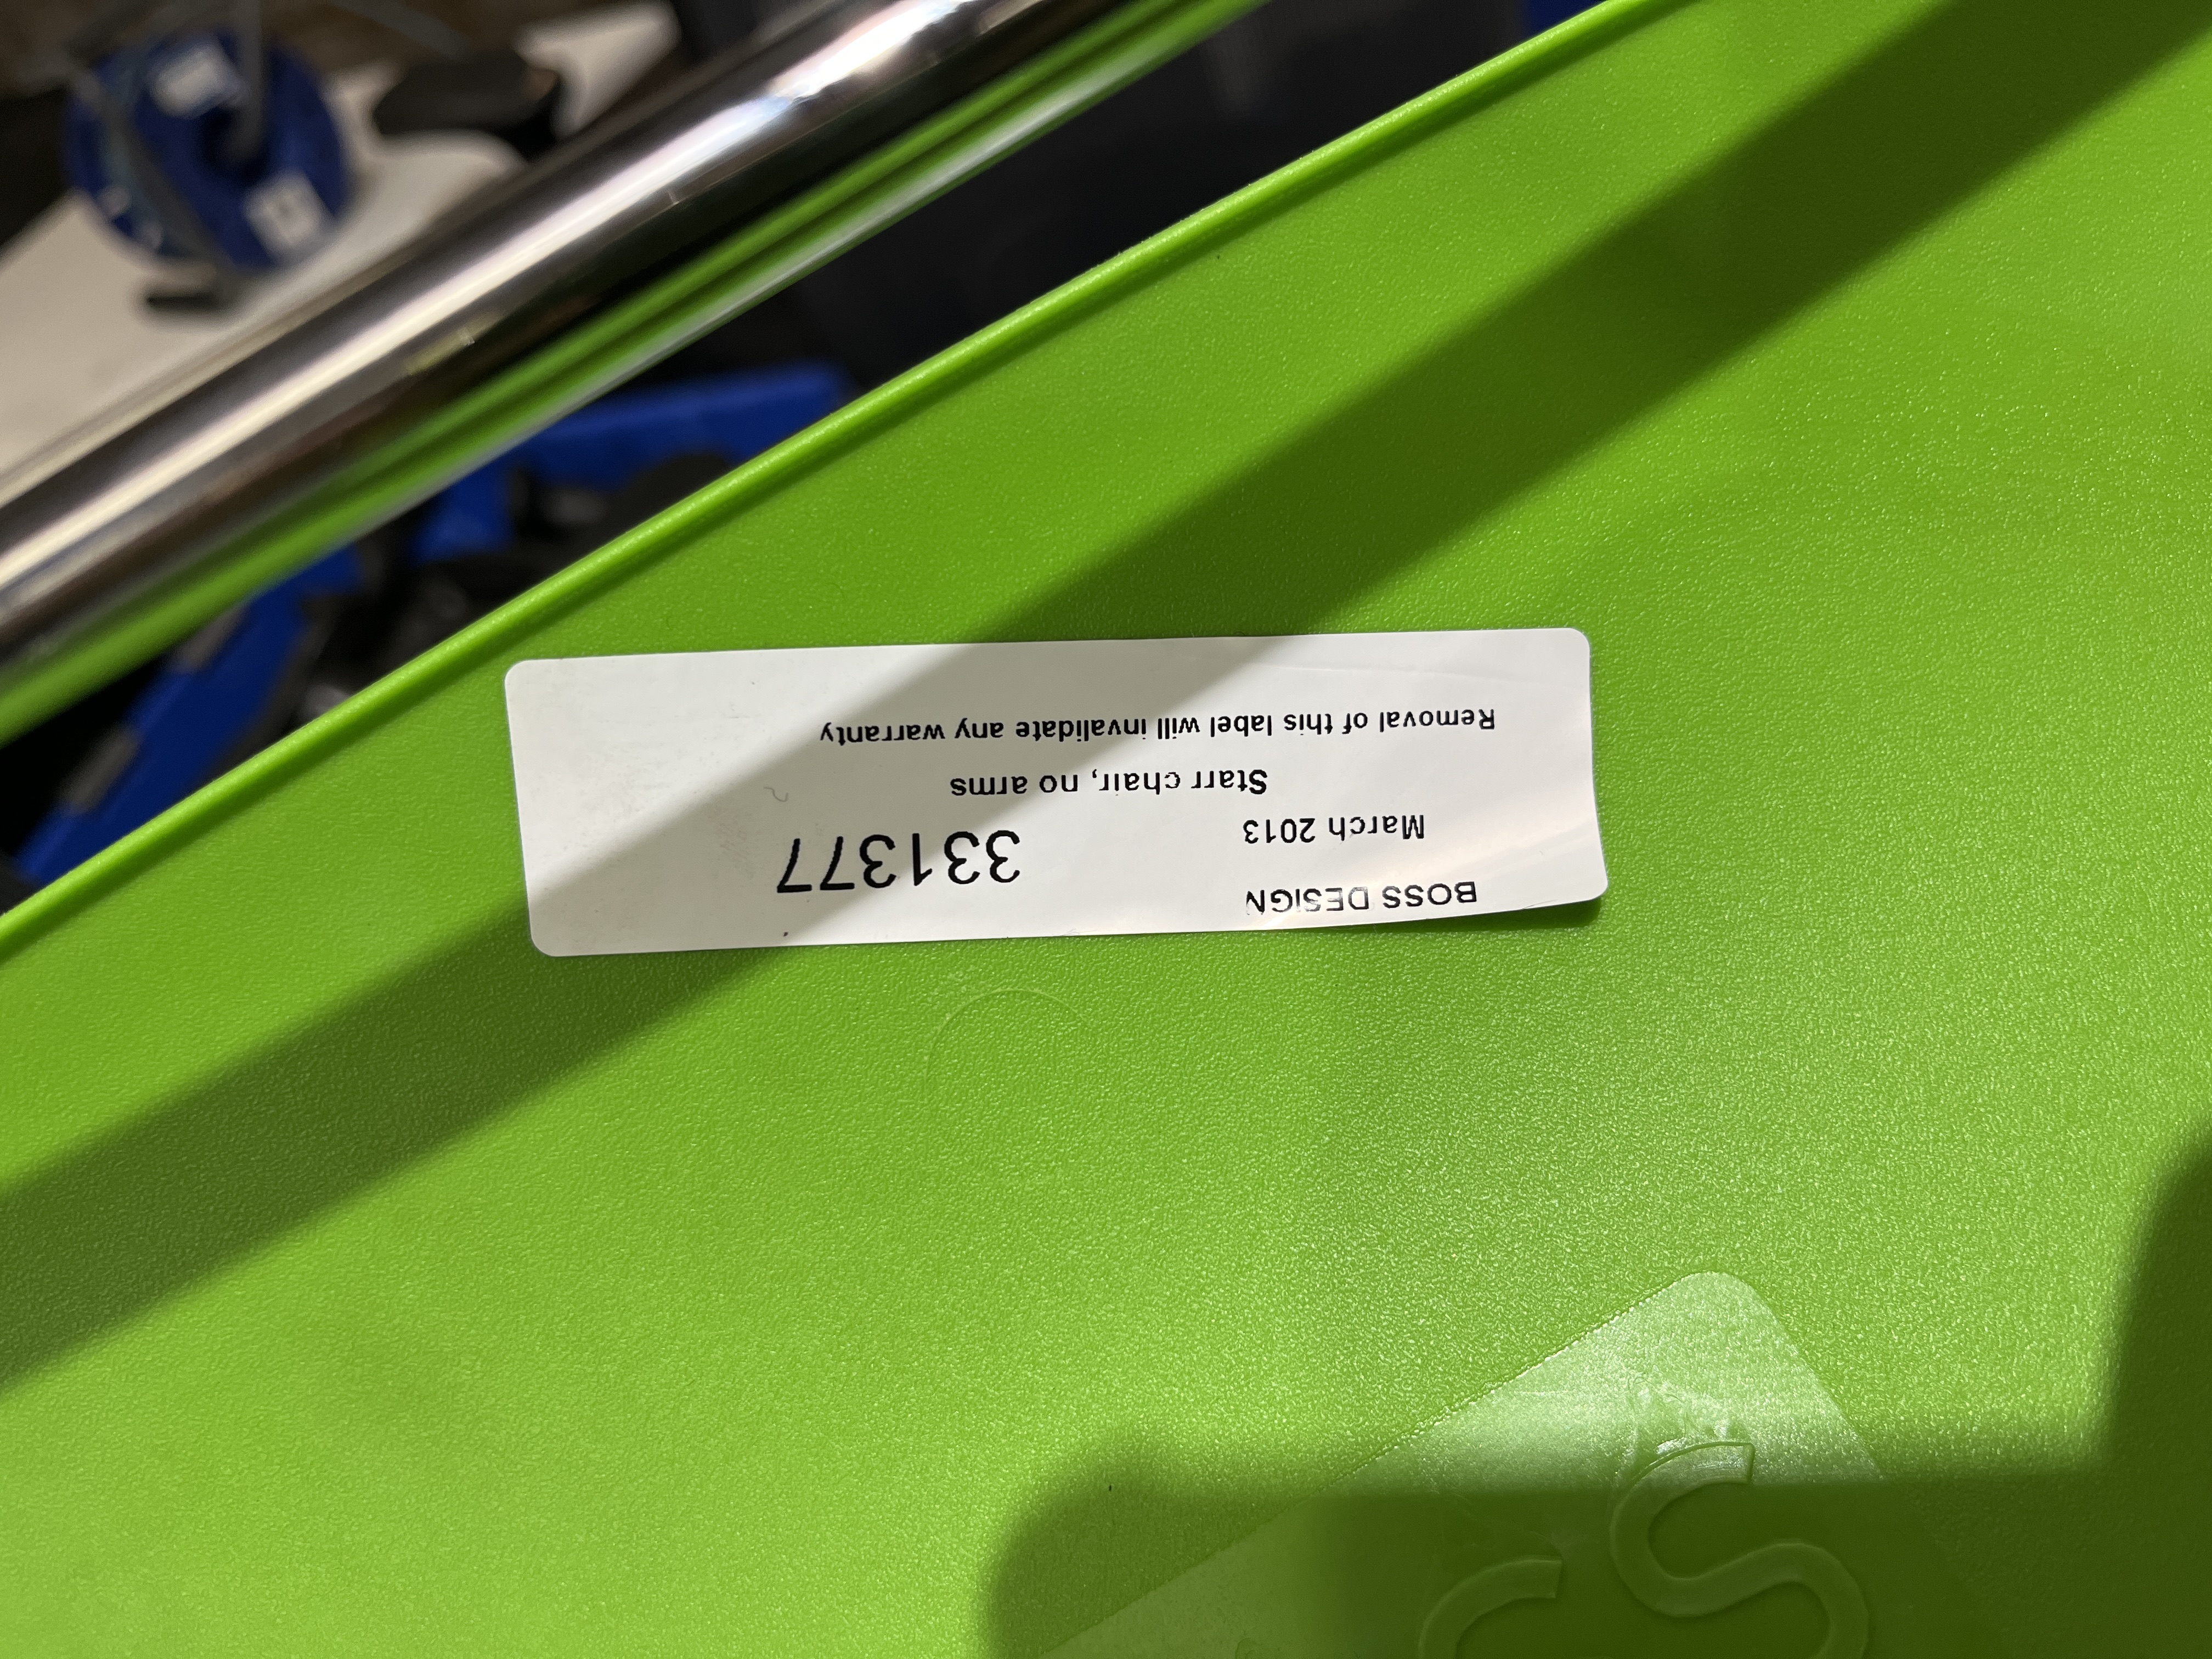 BOSS DESIGN
March 2013
331377
Starr chair, no arms
Removal of this label will invalidate any warranty